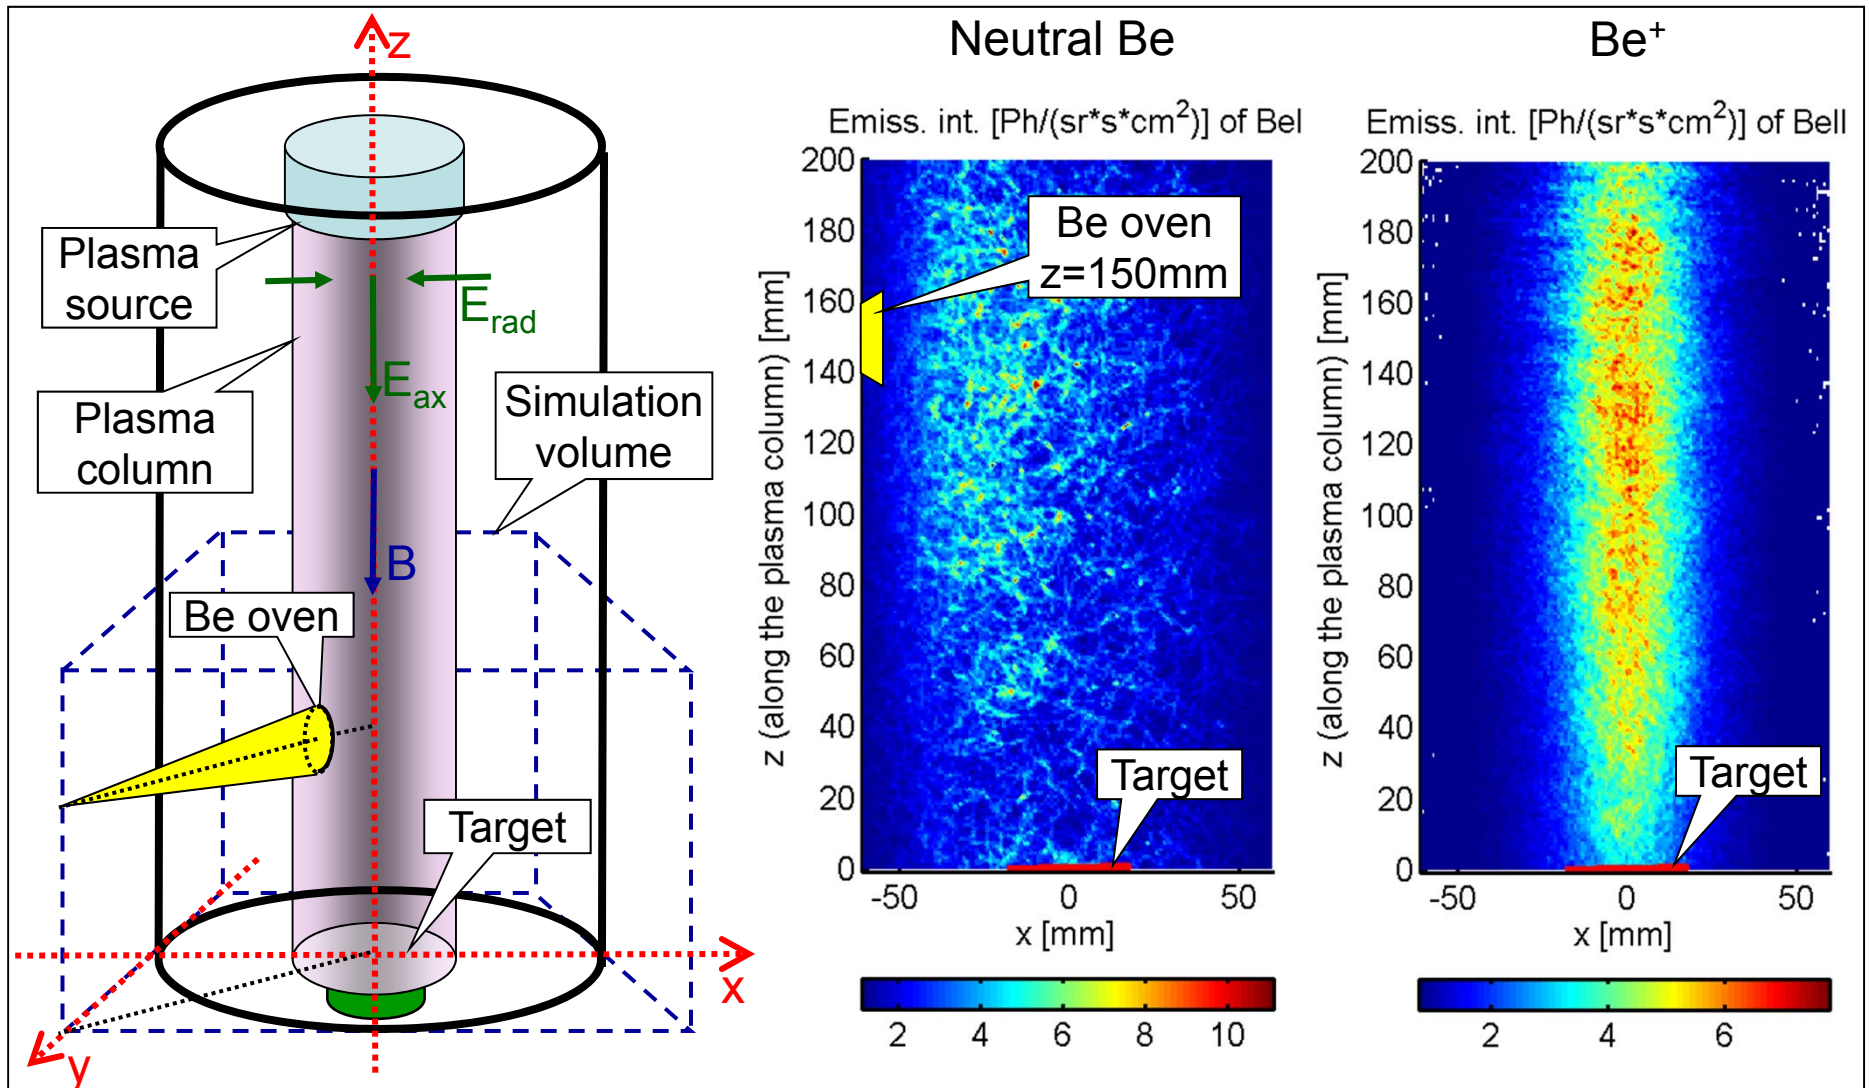 z
Plasma
source
E_rad
E_ax
Plasma
column
Simulation
volume
B
Be oven
Target
x
y
Neutral Be
Emiss. int. [Ph/(sr*s*cm²)] of BeI
z (along the plasma column) [mm]
200
180
160
140
120
100
80
60
40
20
0
Be oven
z=150mm
Target
-50 0 50
x [mm]
2 4 6 8 10
Be⁺
Emiss. int. [Ph/(sr*s*cm²)] of BeII
z (along the plasma column) [mm]
200
180
160
140
120
100
80
60
40
20
0
Target
-50 0 50
x [mm]
2 4 6